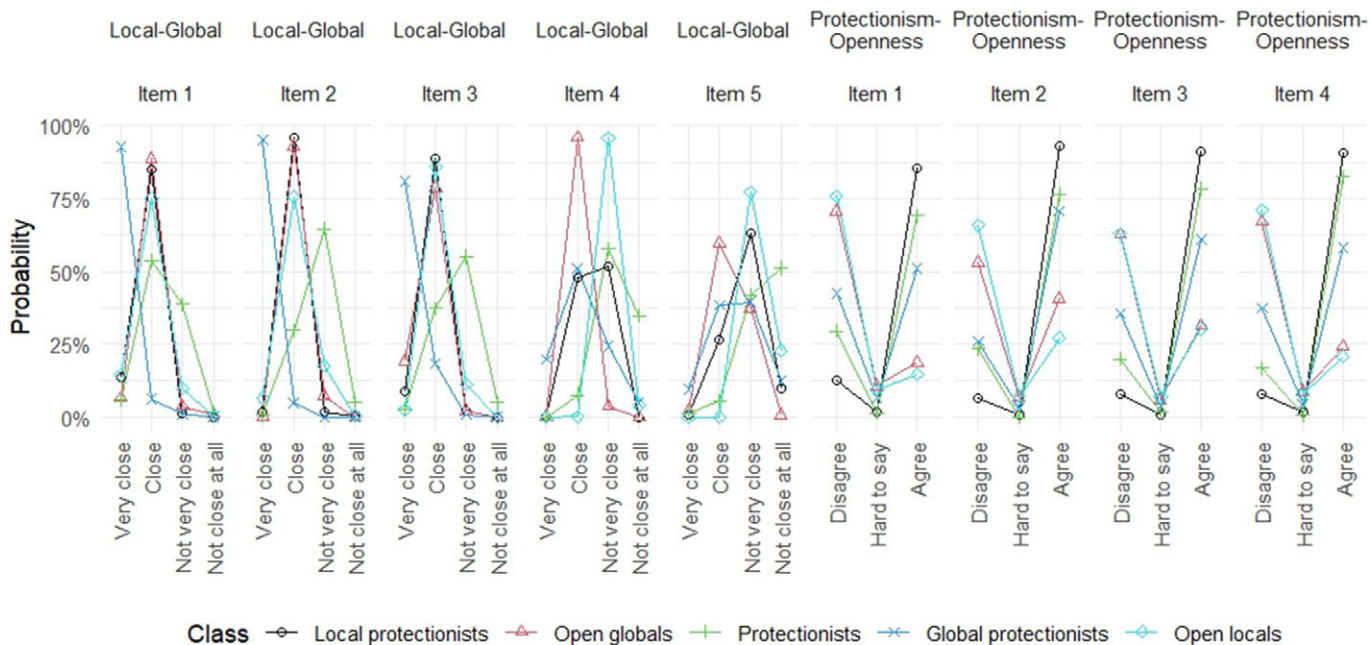 Local-Global Local-Global Local-Global Local-Global Local-Global Protectionism-Openness Protectionism-Openness Protectionism-Openness Protectionism-Openness
Item 1 Item 2 Item 3 Item 4 Item 5 Item 1 Item 2 Item 3 Item 4
Probability
100%
75%
50%
25%
0%
Very close Close Not very close Not close at all Very close Close Not very close Not close at all Very close Close Not very close Not close at all Very close Close Not very close Not close at all Very close Close Not very close Not close at all Disagree Hard to say Agree Disagree Hard to say Agree Disagree Hard to say Agree Disagree Hard to say Agree
Class Local protectionists Open globals Protectionists Global protectionists Open locals